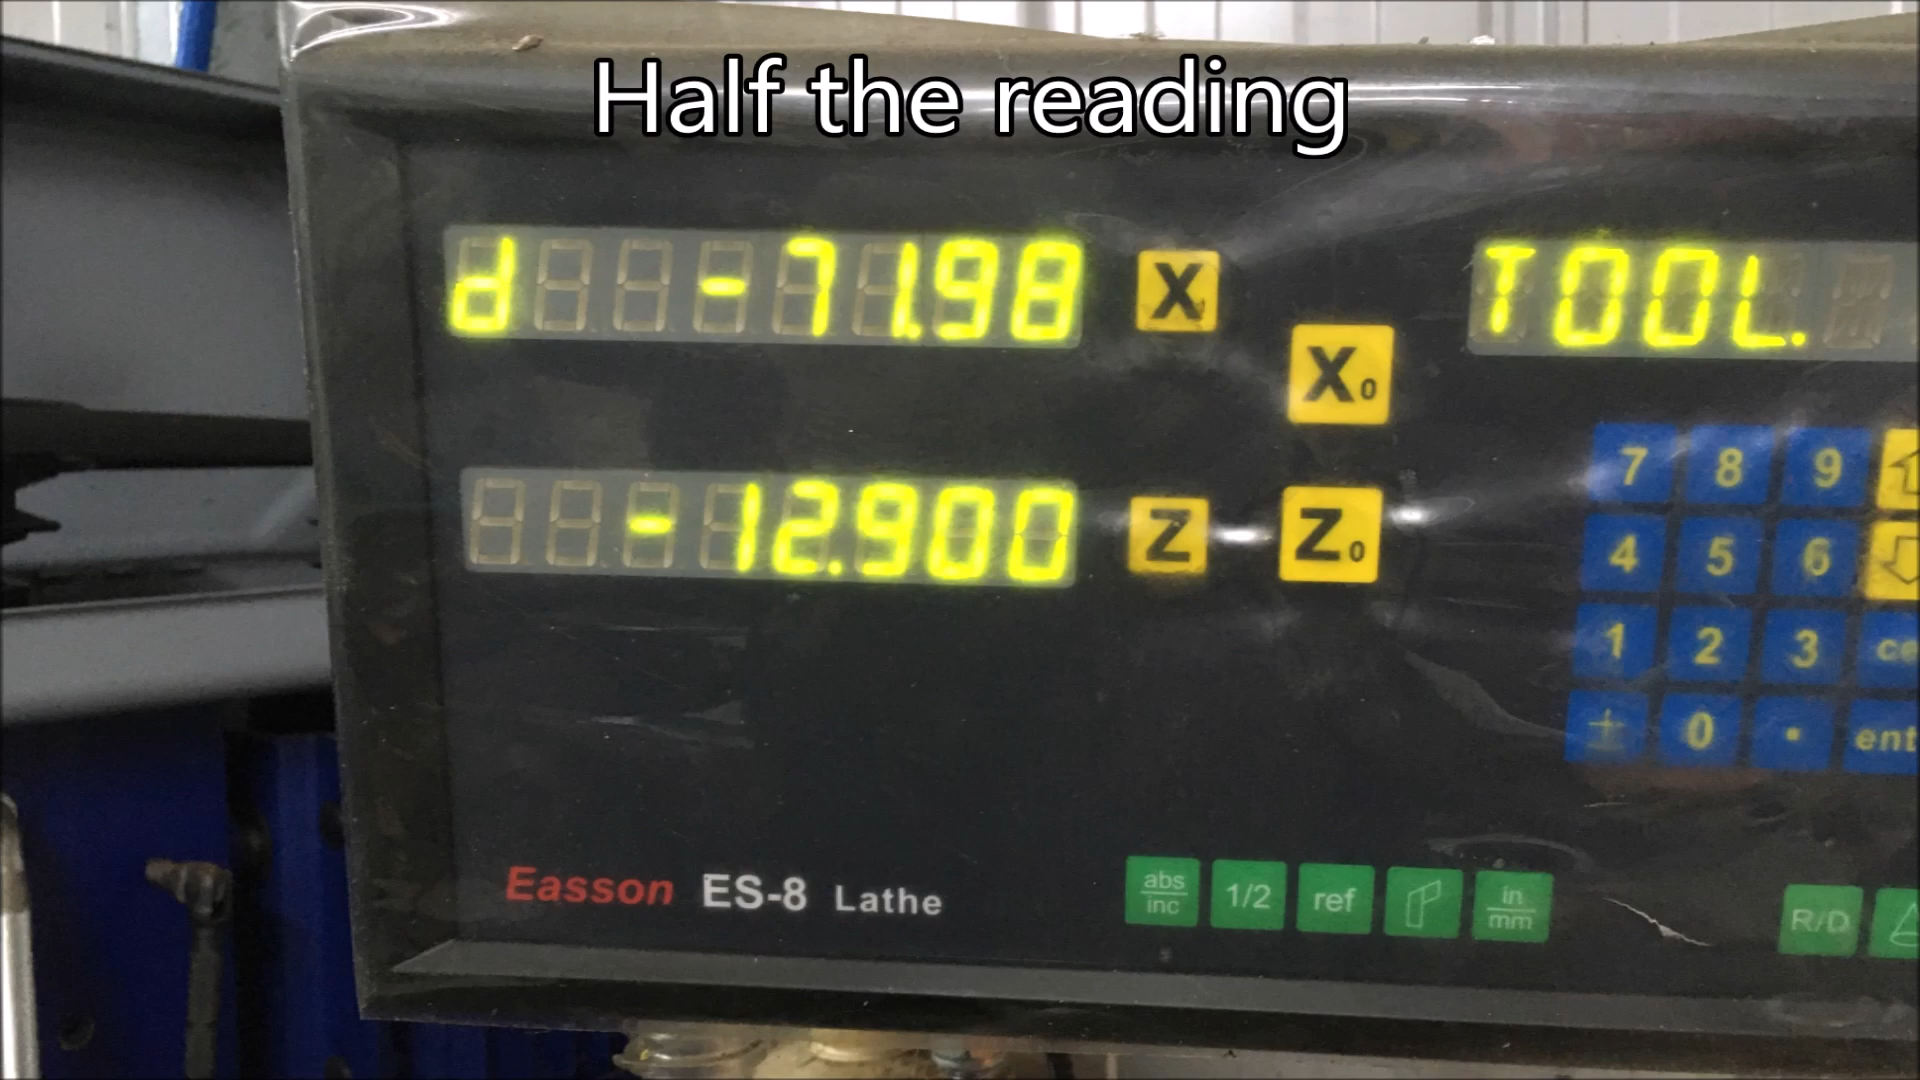 Half the reading
d -71.98 X
X0
TOOL.
-12.900 Z
Z0
7 8 9
4 5 6
1 2 3
± 0 . ent
Easson ES-8 Lathe
abs
inc
1/2
ref
in
mm
R/D